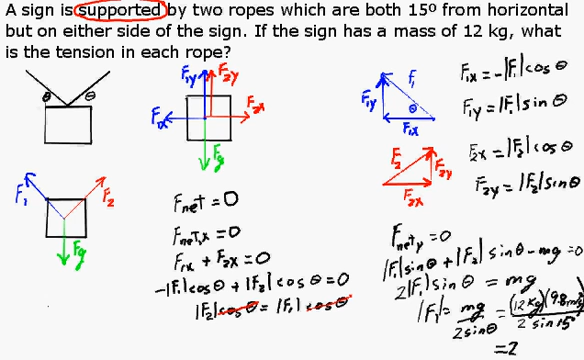 A sign is supported by two ropes which are both 15º from horizontal
but on either side of the sign. If the sign has a mass of 12 kg, what
is the tension in each rope?
θ θ
F1y F2y
F1x F2x
Fg
F1 F2
Fg
Fnet = 0
Fnet,x = 0
F1x + F2x = 0
-|F1|cos θ + |F2|cos θ = 0
|F2|cos θ = |F1|cos θ
F1
F1y θ
F1x
F2
F2y
F2x
F1x = -|F1|cos θ
F1y = |F1|sin θ
F2x = |F2|cos θ
F2y = |F2|sin θ
Fnet y = 0
|F1|sin θ + |F2|sin θ - mg = 0
2|F1|sin θ = mg
|F1| = mg / 2 sin θ = (12 kg)(9.8 m/s²) / 2 sin 15°
= 2